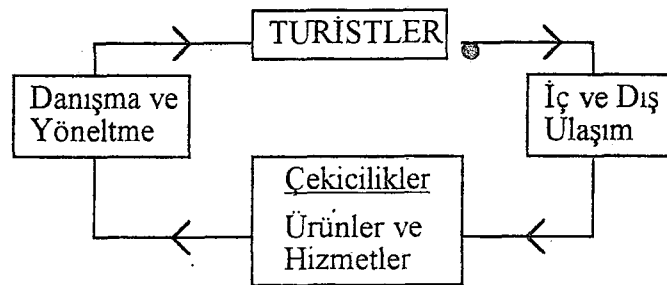 TURİSTLER
Danışma ve
Yöneltme
İç ve Dış
Ulaşım
Çekicilikler
Ürünler ve
Hizmetler